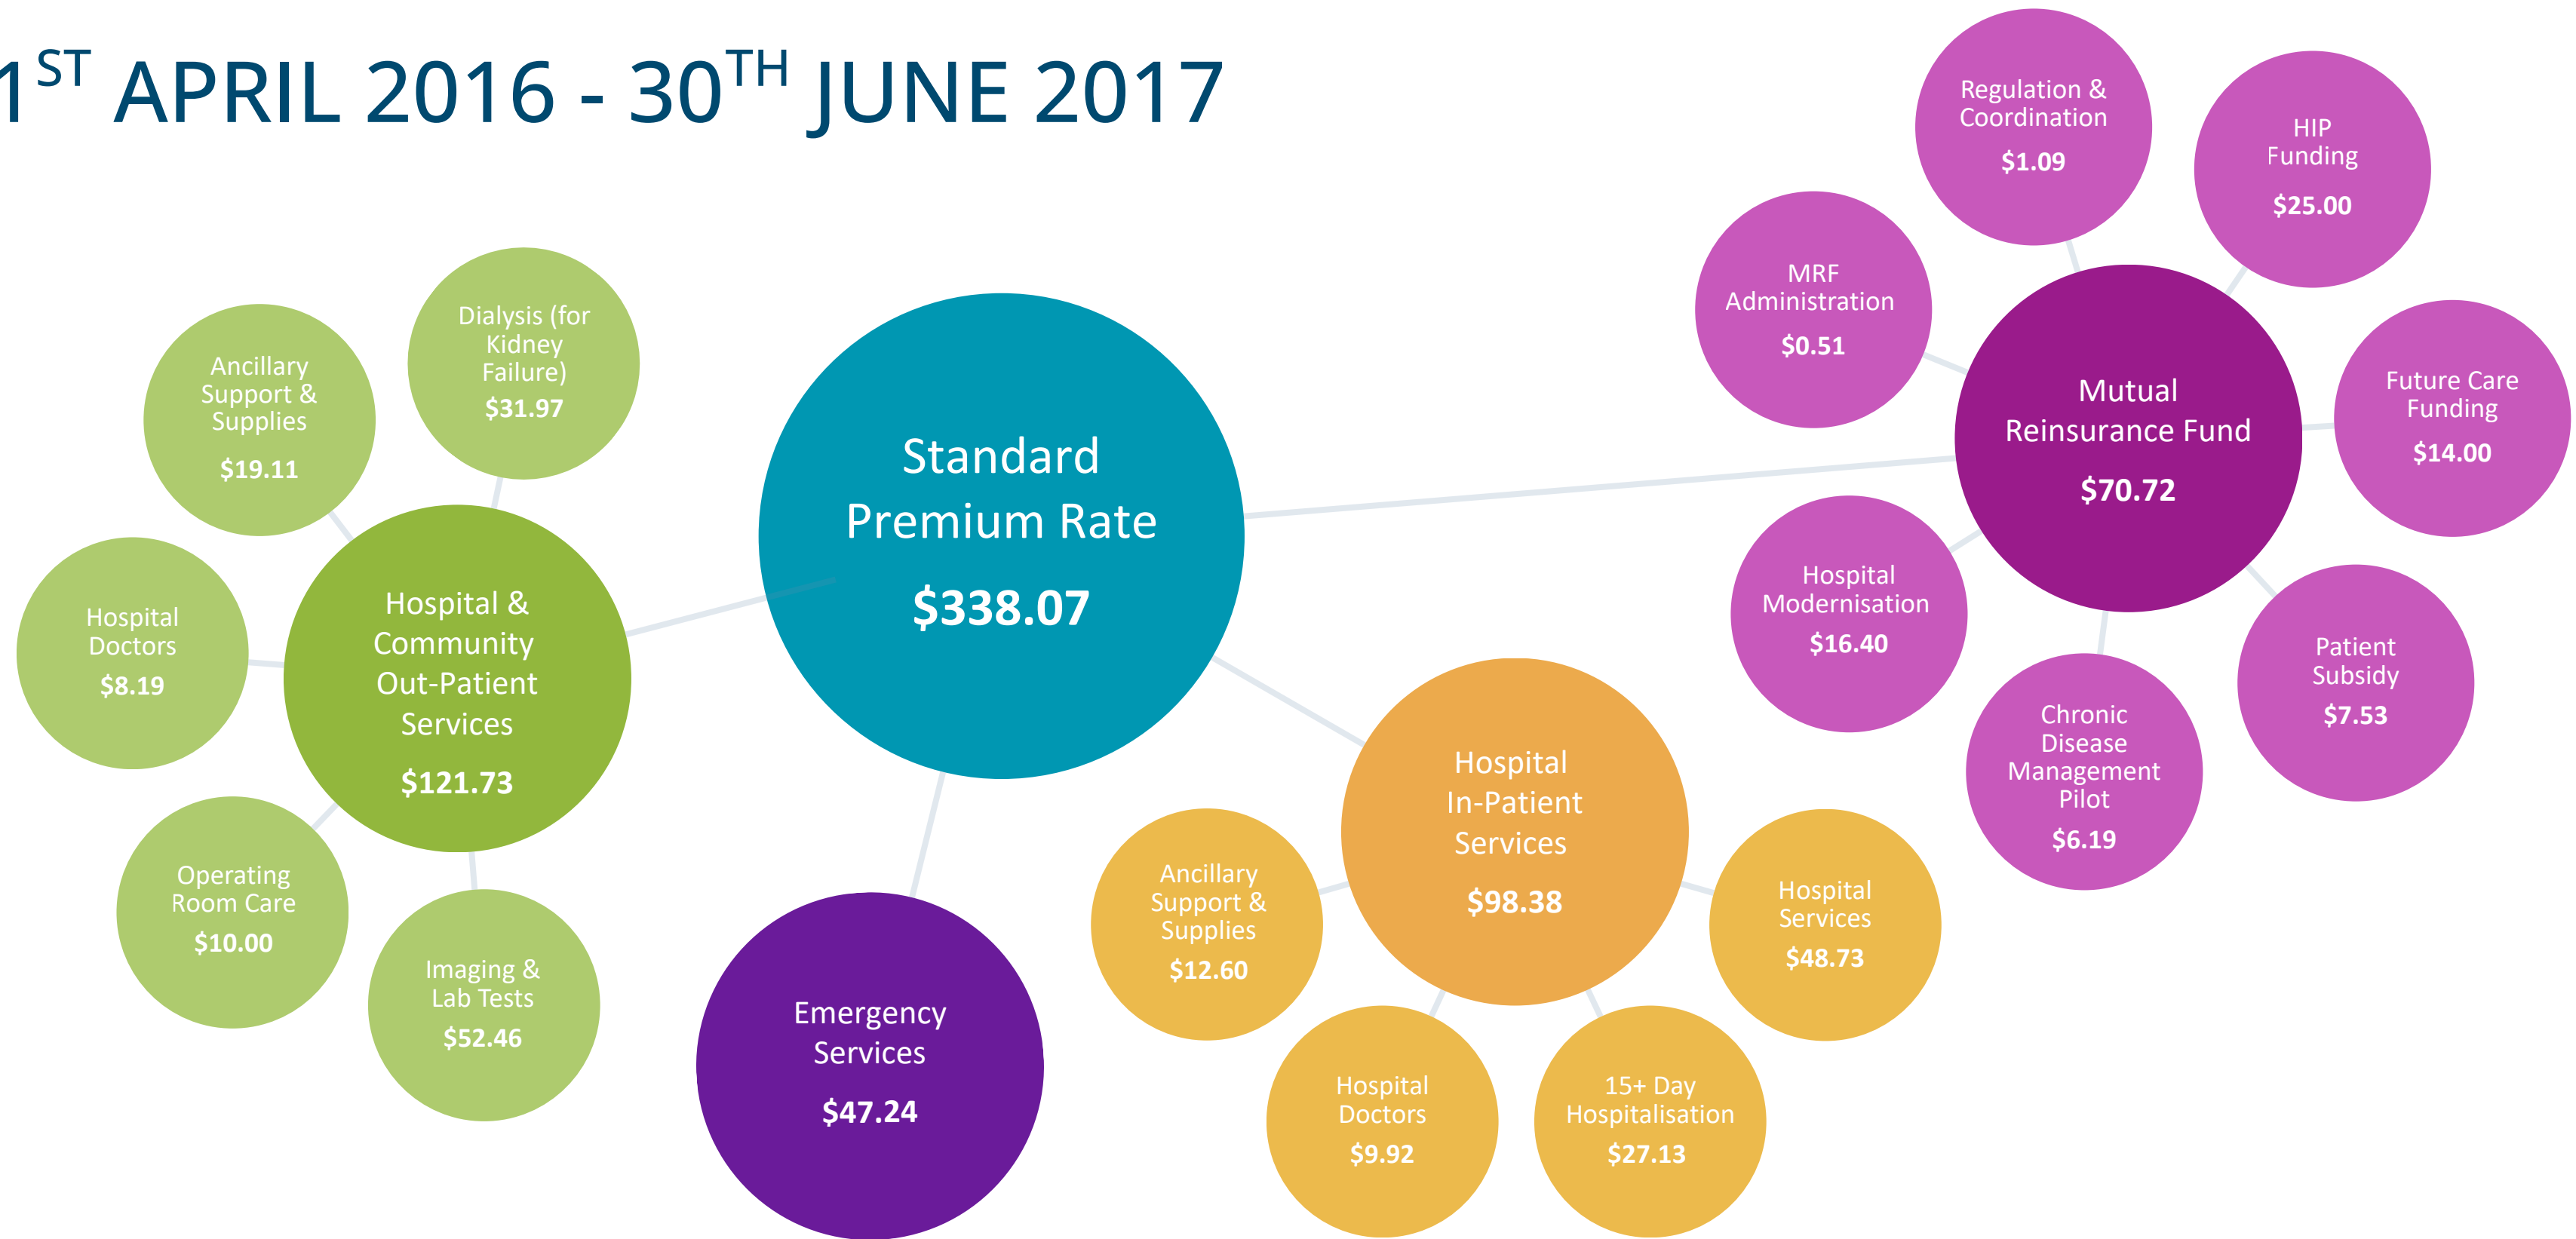 1ST APRIL 2016 - 30TH JUNE 2017
Standard
Premium Rate
$338.07
Hospital &
Community
Out-Patient
Services
$121.73
Dialysis (for
Kidney
Failure)
$31.97
Ancillary
Support &
Supplies
$19.11
Hospital
Doctors
$8.19
Operating
Room Care
$10.00
Imaging &
Lab Tests
$52.46
Emergency
Services
$47.24
Hospital
In-Patient
Services
$98.38
Ancillary
Support &
Supplies
$12.60
Hospital
Doctors
$9.92
15+ Day
Hospitalisation
$27.13
Hospital
Services
$48.73
Mutual
Reinsurance Fund
$70.72
Regulation &
Coordination
$1.09
HIP
Funding
$25.00
MRF
Administration
$0.51
Future Care
Funding
$14.00
Hospital
Modernisation
$16.40
Patient
Subsidy
$7.53
Chronic
Disease
Management
Pilot
$6.19